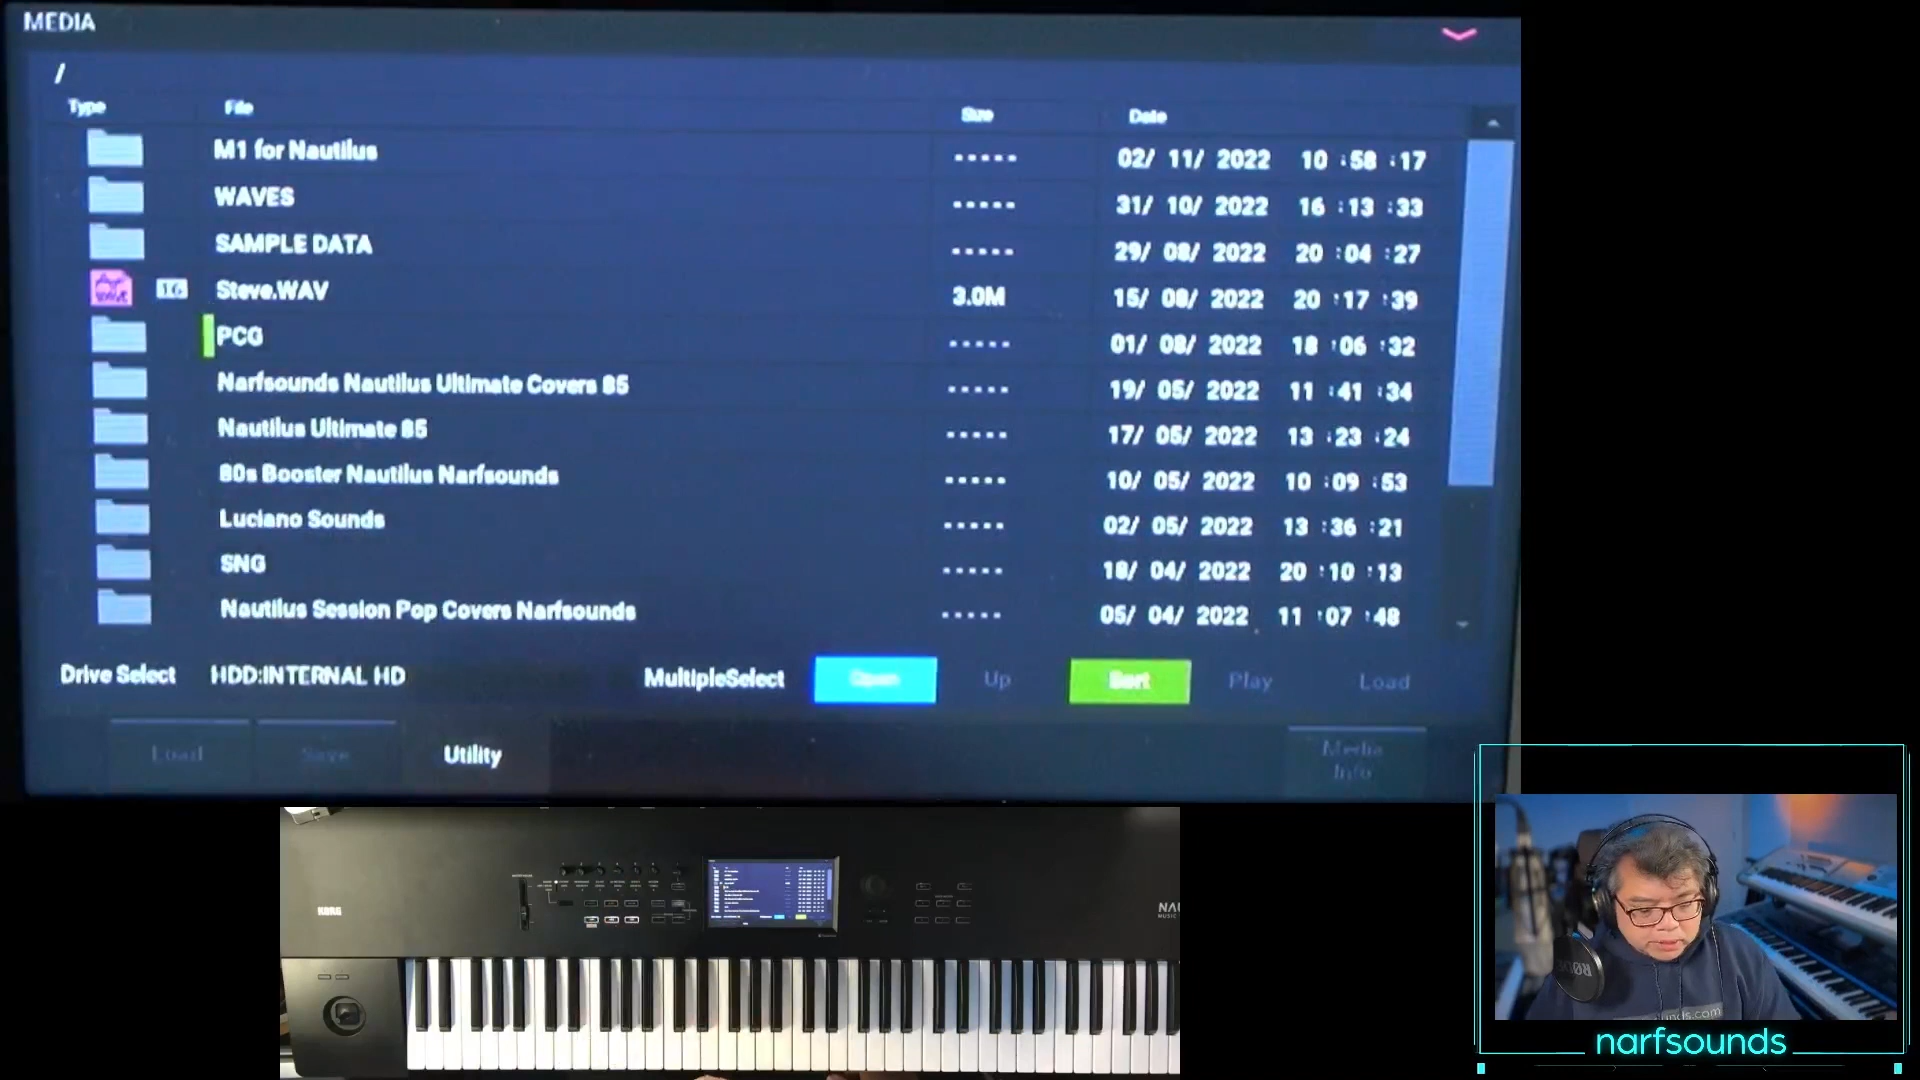 MEDIA
/
Type File Size Date
M1 for Nautilus ----- 02/ 11/ 2022 10 :58 :17
WAVES ----- 31/ 10/ 2022 16 :13 :33
SAMPLE DATA ----- 29/ 08/ 2022 20 :04 :27
16 Steve.WAV 3.0M 15/ 08/ 2022 20 :17 :39
PCG ----- 01/ 08/ 2022 18 :06 :32
Narfsounds Nautilus Ultimate Covers 85 ----- 19/ 05/ 2022 11 :41 :34
Nautilus Ultimate 85 ----- 17/ 05/ 2022 13 :23 :24
80s Booster Nautilus Narfsounds ----- 10/ 05/ 2022 10 :09 :53
Luciano Sounds ----- 02/ 05/ 2022 13 :36 :21
SNG ----- 18/ 04/ 2022 20 :10 :13
Nautilus Session Pop Covers Narfsounds ----- 05/ 04/ 2022 11 :07 :48
Drive Select HDD:INTERNAL HD MultipleSelect Open Up Sort Play Load
Load Save Utility Media
Info
KORG
RØDE
narfsounds